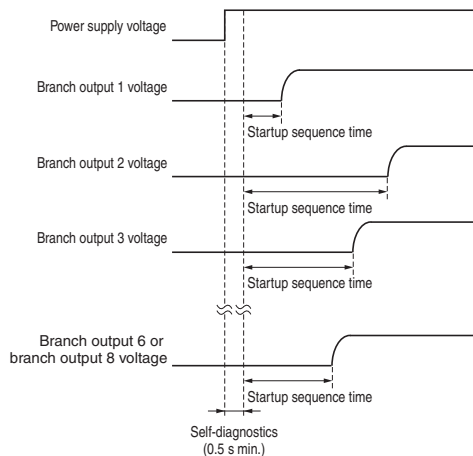 Power supply voltage
Branch output 1 voltage
Startup sequence time
Branch output 2 voltage
Startup sequence time
Branch output 3 voltage
Startup sequence time
Branch output 6 or
branch output 8 voltage
Startup sequence time
Self-diagnostics
(0.5 s min.)